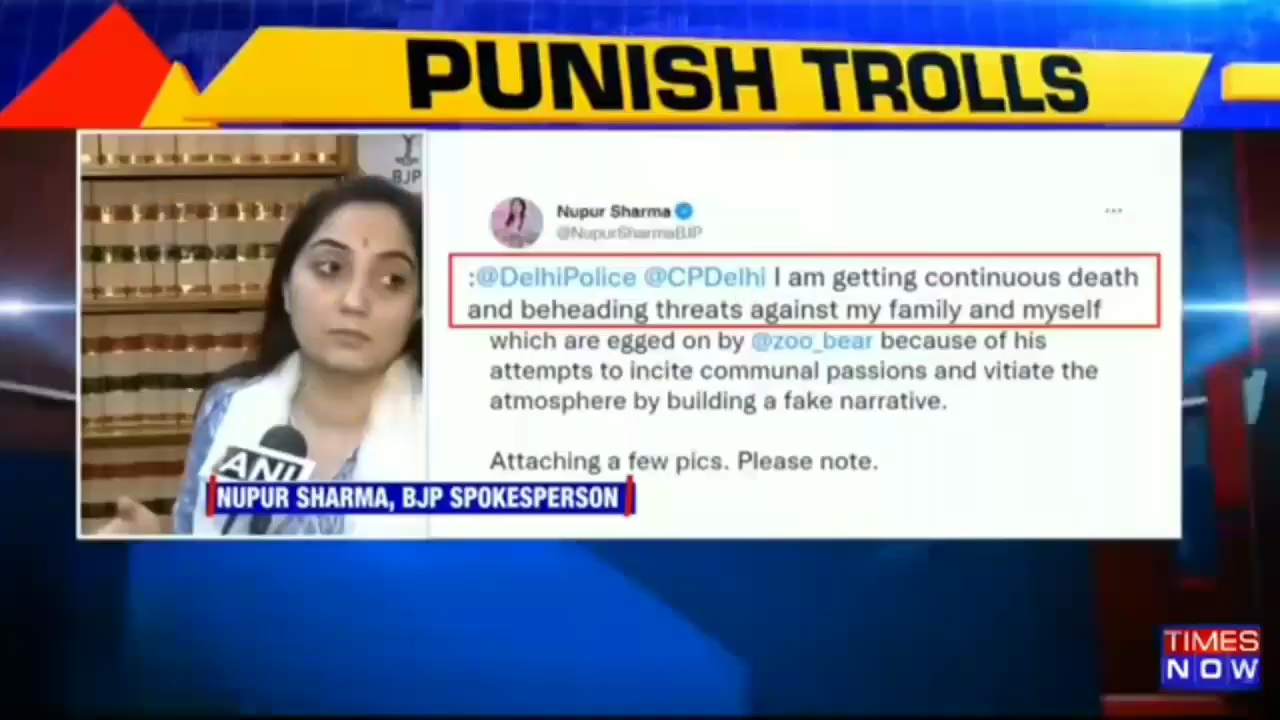 PUNISH TROLLS
BJP
Nupur Sharma
@NupurSharmaBJP
:@DelhiPolice @CPDelhi I am getting continuous death
and beheading threats against my family and myself
which are egged on by @zoo_bear because of his
attempts to incite communal passions and vitiate the
atmosphere by building a fake narrative.
Attaching a few pics. Please note.
ANI
NUPUR SHARMA, BJP SPOKESPERSON
TIMES
NOW